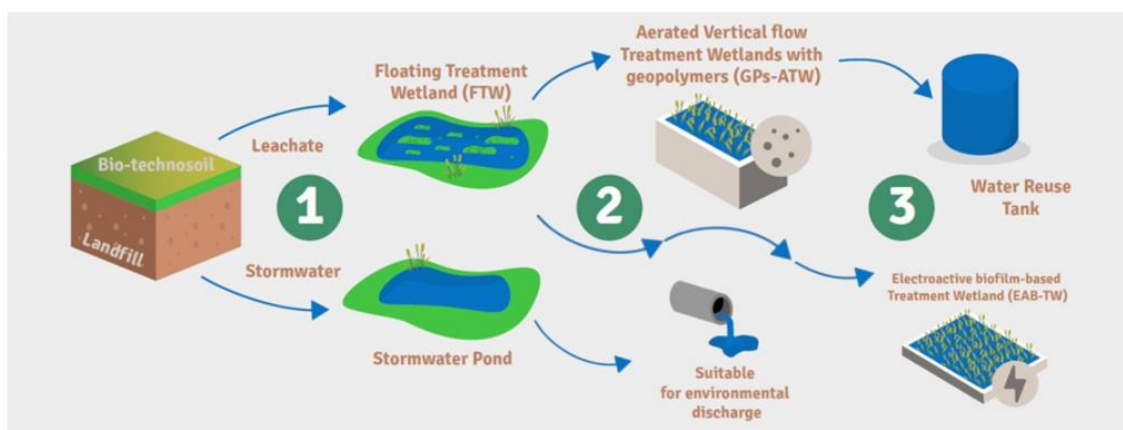 Bio-technosoil
Landfill
Leachate
1
Stormwater
Floating Treatment
Wetland (FTW)
Stormwater Pond
2
Aerated Vertical flow
Treatment Wetlands with
geopolymers (GPs-ATW)
Suitable
for environmental
discharge
3
Water Reuse
Tank
Electroactive biofilm-based
Treatment Wetland (EAB-TW)